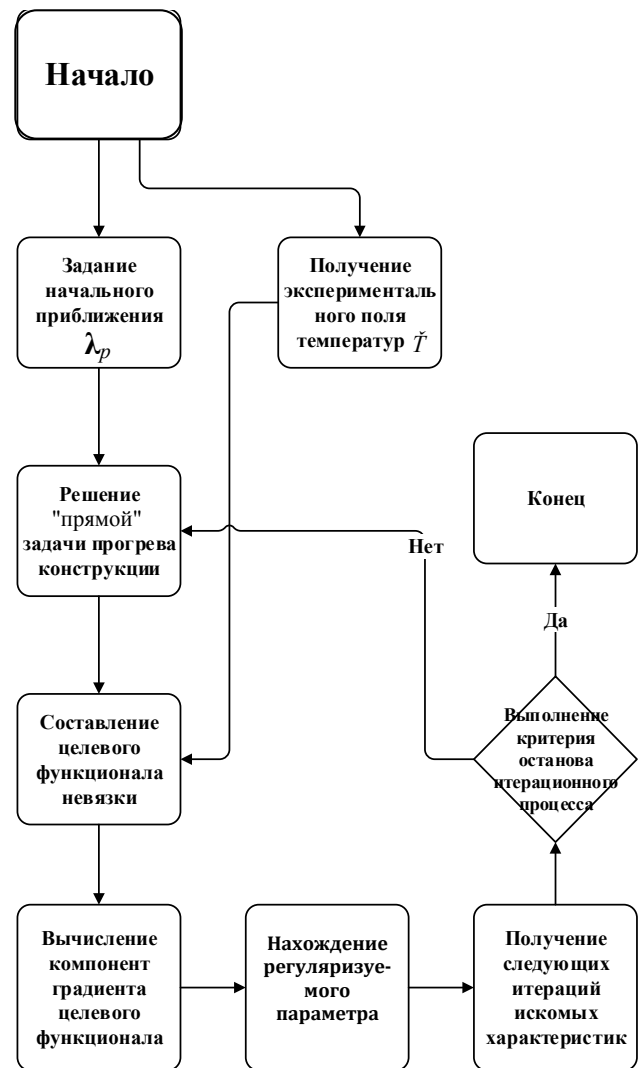 Начало
Задание
начального
приближения
λp
Получение
эксперименталь
ного поля
температур Ť
Решение
"прямой"
задачи прогрева
конструкции
Конец
Нет
Да
Составление
целевого
функционала
невязки
Выполнение
критерия
останова
итерационного
процесса
Вычисление
компонент
градиента
целевого
функционала
Нахождение
регуляризуе-
мого
параметра
Получение
следующих
итераций
искомых
характеристик